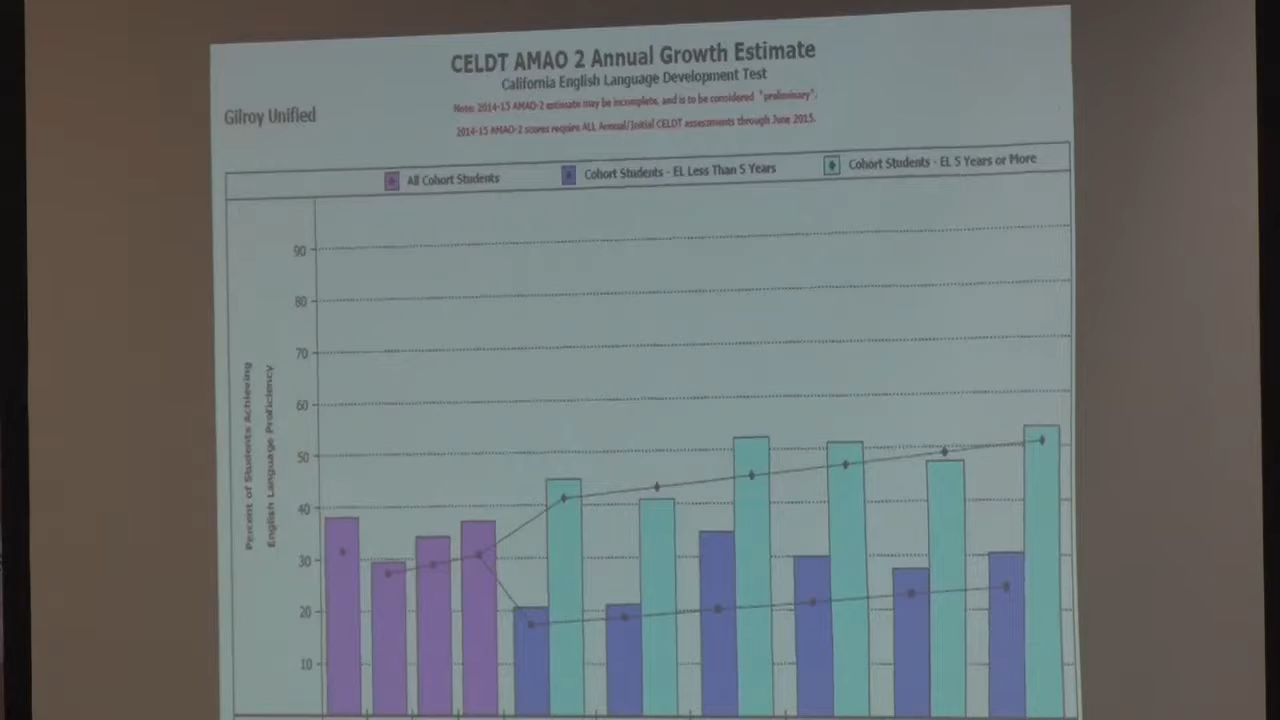 CELDT AMAO 2 Annual Growth Estimate
California English Language Development Test
Note: 2014-15 AMAO-2 estimate may be incomplete, and is to be considered "preliminary".
2014-15 AMAO-2 scores require ALL Annual/Initial CELDT assessments through June 2015.
Gilroy Unified
All Cohort Students
Cohort Students - EL Less Than 5 Years
Cohort Students - EL 5 Years or More
Percent of Students Achieving
English Language Proficiency
90
80
70
60
50
40
30
20
10